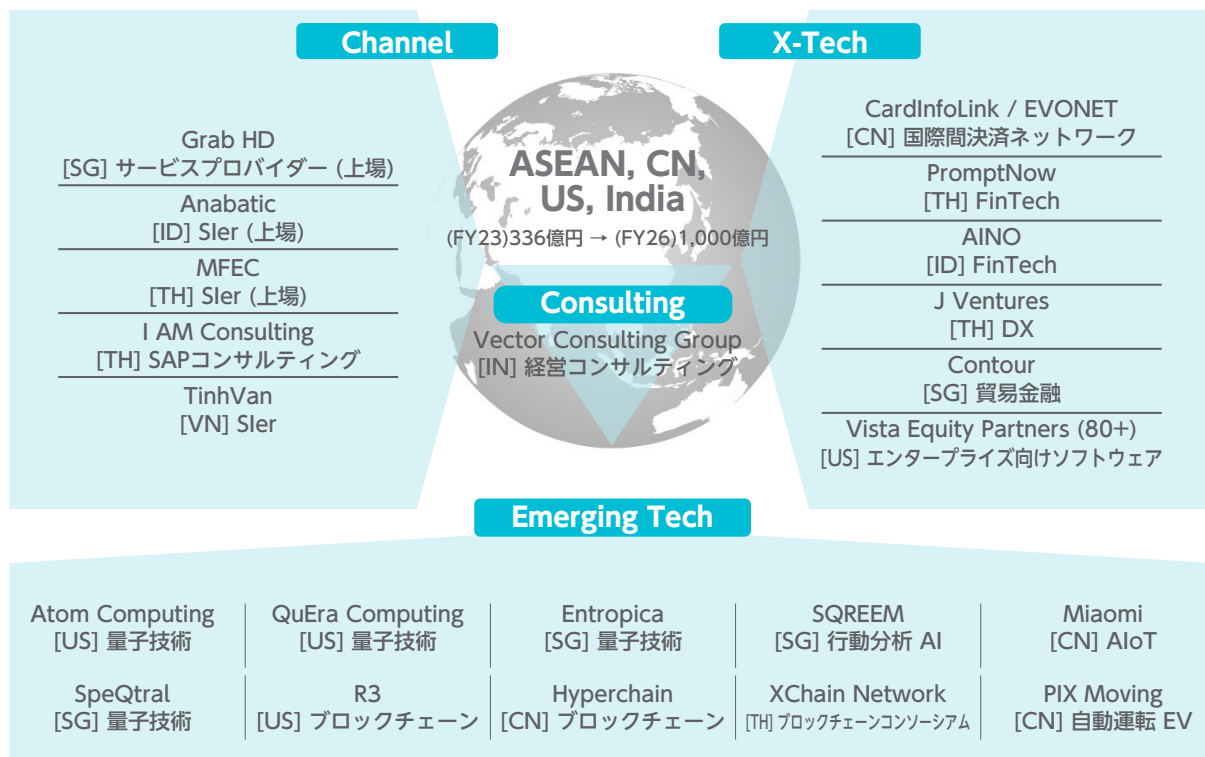 Channel
Grab HD
[SG] サービスプロバイダー (上場)
Anabatic
[ID] SIer (上場)
MFEC
[TH] SIer (上場)
I AM Consulting
[TH] SAPコンサルティング
TinhVan
[VN] SIer
ASEAN, CN,
US, India
(FY23)336億円 → (FY26)1,000億円
Consulting
Vector Consulting Group
[IN] 経営コンサルティング
X-Tech
CardInfoLink / EVONET
[CN] 国際間決済ネットワーク
PromptNow
[TH] FinTech
AINO
[ID] FinTech
J Ventures
[TH] DX
Contour
[SG] 貿易金融
Vista Equity Partners (80+)
[US] エンタープライズ向けソフトウェア
Emerging Tech
Atom Computing
[US] 量子技術
QuEra Computing
[US] 量子技術
Entropica
[SG] 量子技術
SQREEM
[SG] 行動分析 AI
Miaomi
[CN] AIoT
SpeQtral
[SG] 量子技術
R3
[US] ブロックチェーン
Hyperchain
[CN] ブロックチェーン
XChain Network
[TH] ブロックチェーンコンソーシアム
PIX Moving
[CN] 自動運転 EV